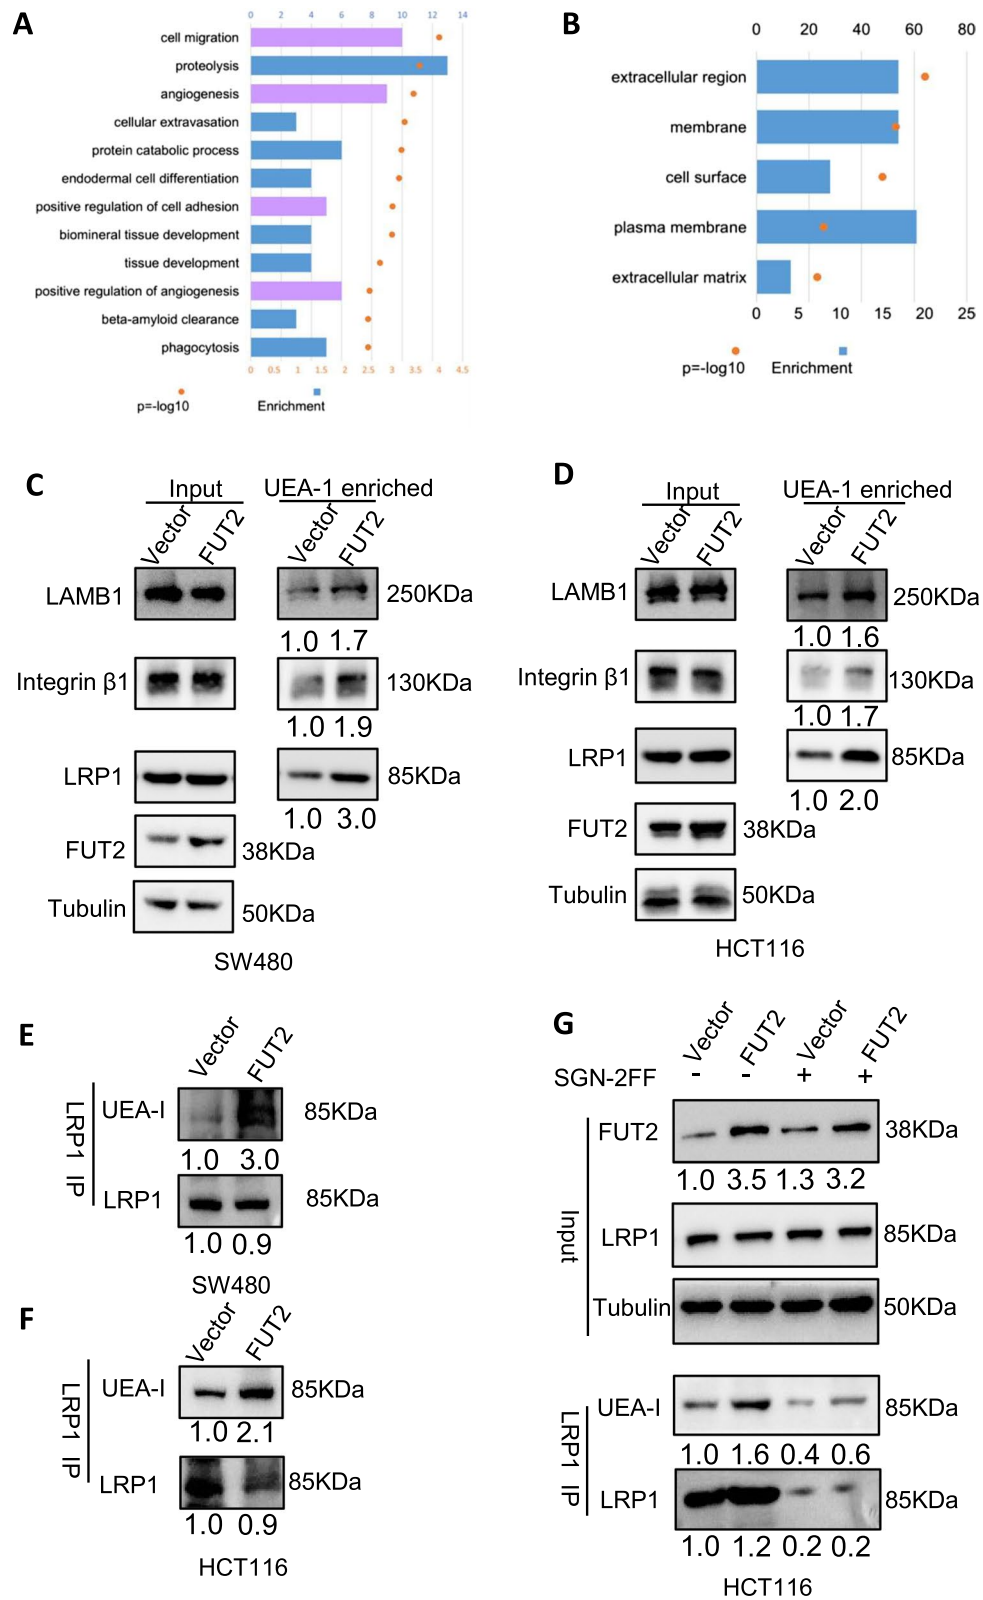 A
0 2 4 6 8 10 12 14
cell migration
proteolysis
angiogenesis
cellular extravasation
protein catabolic process
endodermal cell differentiation
positive regulation of cell adhesion
biomineral tissue development
tissue development
positive regulation of angiogenesis
beta-amyloid clearance
phagocytosis
0 0.5 1 1.5 2 2.5 3 3.5 4 4.5
p=-log10 Enrichment
B
0 20 40 60 80
extracellular region
membrane
cell surface
plasma membrane
extracellular matrix
0 5 10 15 20 25
p=-log10 Enrichment
C
Input UEA-1 enriched
Vector FUT2 Vector FUT2
LAMB1 250KDa
1.0 1.7
Integrin β1 130KDa
1.0 1.9
LRP1 85KDa
1.0 3.0
FUT2 38KDa
Tubulin 50KDa
SW480
D
Input UEA-1 enriched
Vector FUT2 Vector FUT2
LAMB1 250KDa
1.0 1.6
Integrin β1 130KDa
1.0 1.7
LRP1 85KDa
1.0 2.0
FUT2 38KDa
Tubulin 50KDa
HCT116
E
Vector FUT2
LRP1 IP
UEA-I 85KDa
1.0 3.0
LRP1 85KDa
1.0 0.9
SW480
F
Vector FUT2
LRP1 IP
UEA-I 85KDa
1.0 2.1
LRP1 85KDa
1.0 0.9
HCT116
G
Vector FUT2 Vector FUT2
SGN-2FF - - + +
Input
FUT2 38KDa
1.0 3.5 1.3 3.2
LRP1 85KDa
Tubulin 50KDa
LRP1 IP
UEA-I 85KDa
1.0 1.6 0.4 0.6
LRP1 85KDa
1.0 1.2 0.2 0.2
HCT116